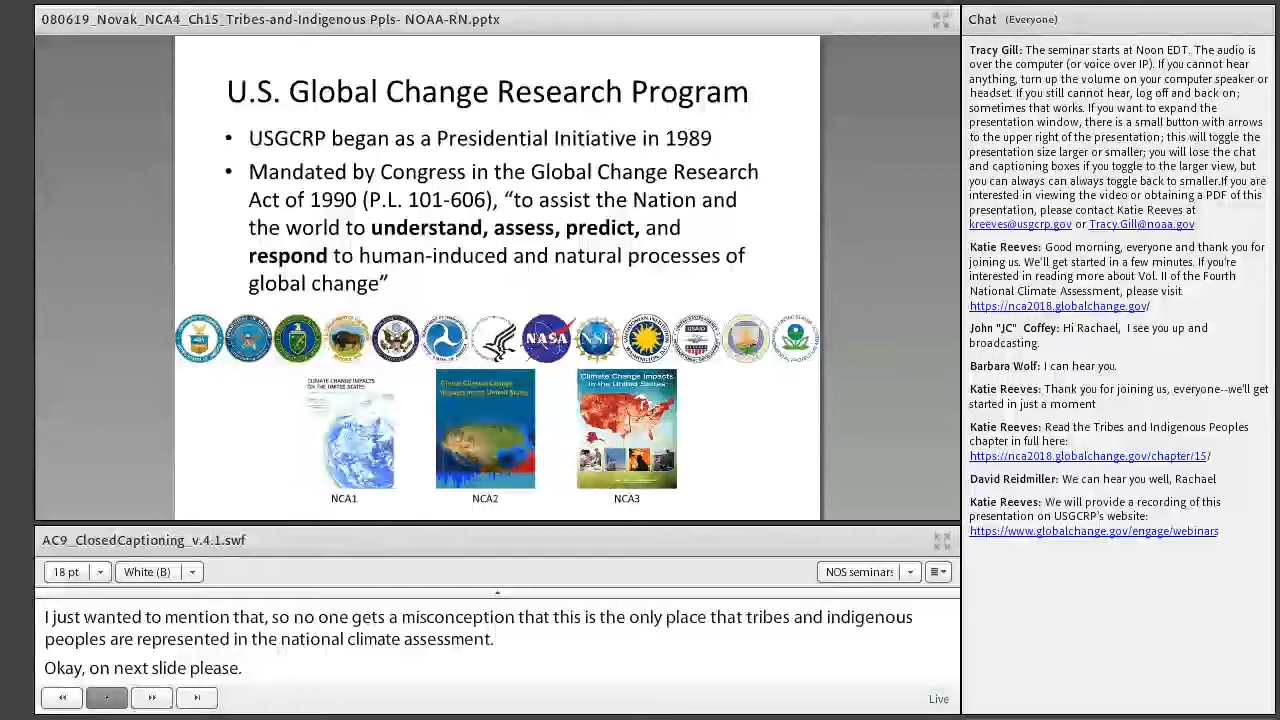 080619_Novak_NCA4_Ch15_Tribes-and-Indigenous Ppls- NOAA-RN.pptx
U.S. Global Change Research Program
• USGCRP began as a Presidential Initiative in 1989
• Mandated by Congress in the Global Change Research
Act of 1990 (P.L. 101-606), “to assist the Nation and
the world to understand, assess, predict, and
respond to human-induced and natural processes of
global change”
NASA
NSF
USAID
CLIMATE CHANGE IMPACTS
ON THE UNITED STATES
Global Climate Change
Impacts in the United States
Climate Change Impacts
in the United States
NCA1
NCA2
NCA3
AC9_ClosedCaptioning_v.4.1.swf
18 pt
White (B)
NOS seminars
I just wanted to mention that, so no one gets a misconception that this is the only place that tribes and indigenous
peoples are represented in the national climate assessment.
Okay, on next slide please.
Live
Chat (Everyone)
Tracy Gill: The seminar starts at Noon EDT. The audio is
over the computer (or voice over IP). If you cannot hear
anything, turn up the volume on your computer speaker or
headset. If you still cannot hear, log off and back on;
sometimes that works. If you want to expand the
presentation window, there is a small button with arrows
to the upper right of the presentation; this will toggle the
presentation size larger or smaller; you will lose the chat
and captioning boxes if you toggle to the larger view, but
you can always can always toggle back to smaller.If you are
interested in viewing the video or obtaining a PDF of this
presentation, please contact Katie Reeves at
kreeves@usgcrp.gov or Tracy.Gill@noaa.gov
Katie Reeves: Good morning, everyone and thank you for
joining us. We'll get started in a few minutes. If you're
interested in reading more about Vol. II of the Fourth
National Climate Assessment, please visit
https://nca2018.globalchange.gov/
John "JC" Coffey: Hi Rachael, I see you up and
broadcasting.
Barbara Wolf: I can hear you.
Katie Reeves: Thank you for joining us, everyone--we'll get
started in just a moment
Katie Reeves: Read the Tribes and Indigenous Peoples
chapter in full here:
https://nca2018.globalchange.gov/chapter/15/
David Reidmiller: We can hear you well, Rachael
Katie Reeves: We will provide a recording of this
presentation on USGCRP's website:
https://www.globalchange.gov/engage/webinars